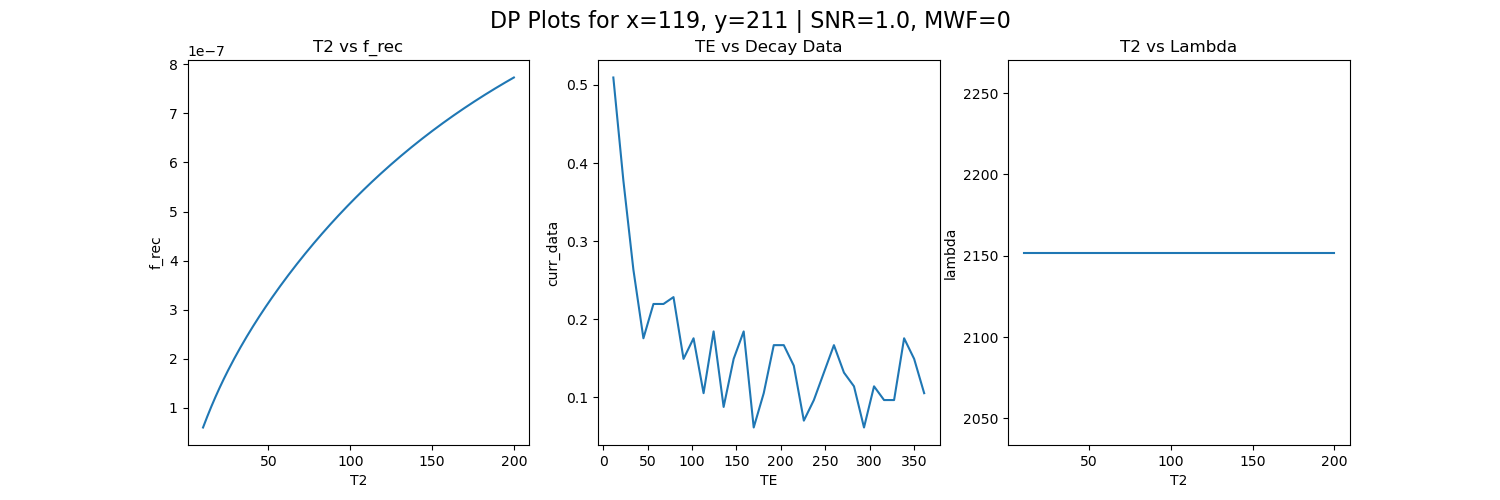 DP Plots for x=119, y=211 | SNR=1.0, MWF=0
T2 vs f_rec
1e−7
8
7
6
5
4
3
2
1
f_rec
50 100 150 200
T2
TE vs Decay Data
0.5
0.4
0.3
0.2
0.1
curr_data
0 50 100 150 200 250 300 350
TE
T2 vs Lambda
2250
2200
2150
2100
2050
lambda
50 100 150 200
T2